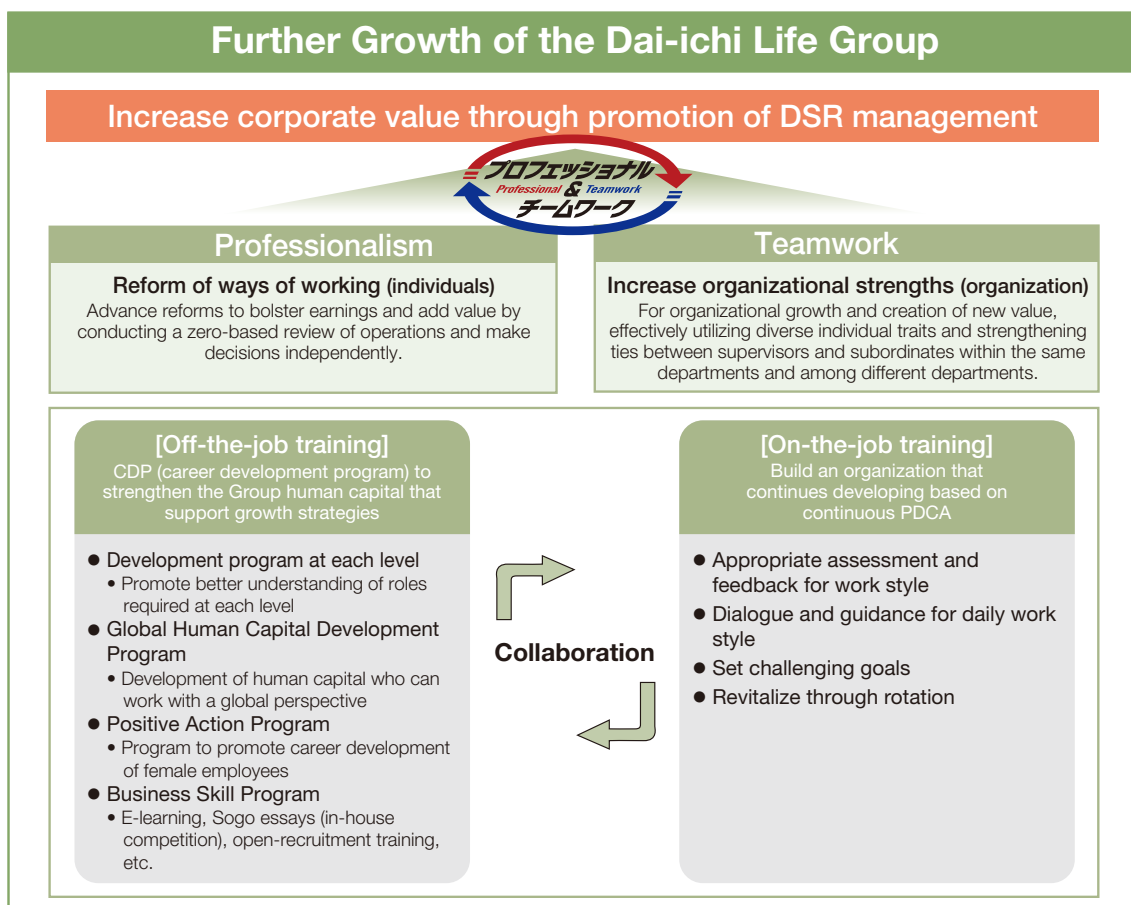 Further Growth of the Dai-ichi Life Group
Increase corporate value through promotion of DSR management
プロフェッショナル
Professional & Teamwork
チームワーク
Professionalism
Reform of ways of working (individuals)
Advance reforms to bolster earnings and add value by
conducting a zero-based review of operations and make
decisions independently.
Teamwork
Increase organizational strengths (organization)
For organizational growth and creation of new value,
effectively utilizing diverse individual traits and strengthening
ties between supervisors and subordinates within the same
departments and among different departments.
[Off-the-job training]
CDP (career development program) to
strengthen the Group human capital that
support growth strategies
● Development program at each level
• Promote better understanding of roles
required at each level
● Global Human Capital Development
Program
• Development of human capital who can
work with a global perspective
● Positive Action Program
• Program to promote career development
of female employees
● Business Skill Program
• E-learning, Sogo essays (in-house
competition), open-recruitment training,
etc.
Collaboration
[On-the-job training]
Build an organization that
continues developing based on
continuous PDCA
● Appropriate assessment and
feedback for work style
● Dialogue and guidance for daily work
style
● Set challenging goals
● Revitalize through rotation